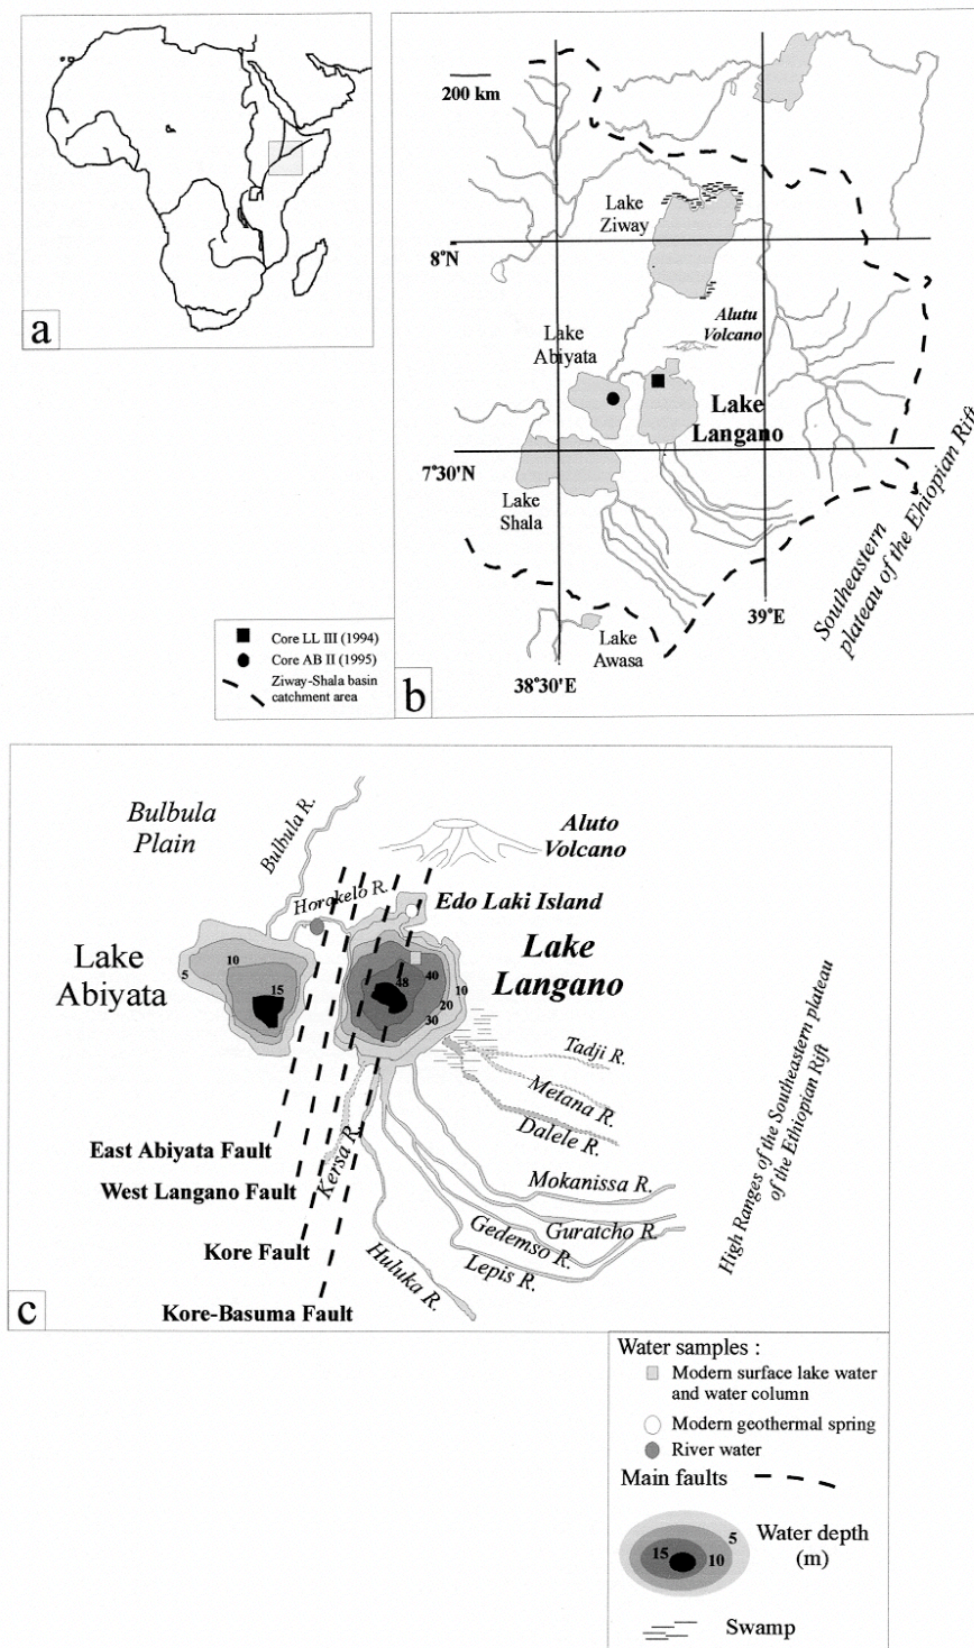 a
200 km
Lake
Ziway
8°N
Alutu
Volcano
Lake
Abiyata
Lake
Langano
7°30'N
Lake
Shala
39°E
Southeastern
plateau of the Ehiopian Rift
Lake
Awasa
38°30'E
b
Core LL III (1994)
Core AB II (1995)
Ziway-Shala basin
catchment area
Bulbula
Plain
Bulbula R.
Aluto
Volcano
Horokelo R.
Edo Laki Island
Lake
Abiyata
5
10
15
Lake
Langano
48
40
10
20
30
Tadji R.
Metana R.
Dalele R.
Kersa R.
East Abiyata Fault
West Langano Fault
Mokanissa R.
Guratcho R.
Gedemso R.
Lepis R.
Huluka R.
Kore Fault
Kore-Basuma Fault
High Ranges of the Southeastern plateau
of the Ethiopian Rift
c
Water samples :
Modern surface lake water
and water column
Modern geothermal spring
River water
Main faults
5
15
10
Water depth
(m)
Swamp